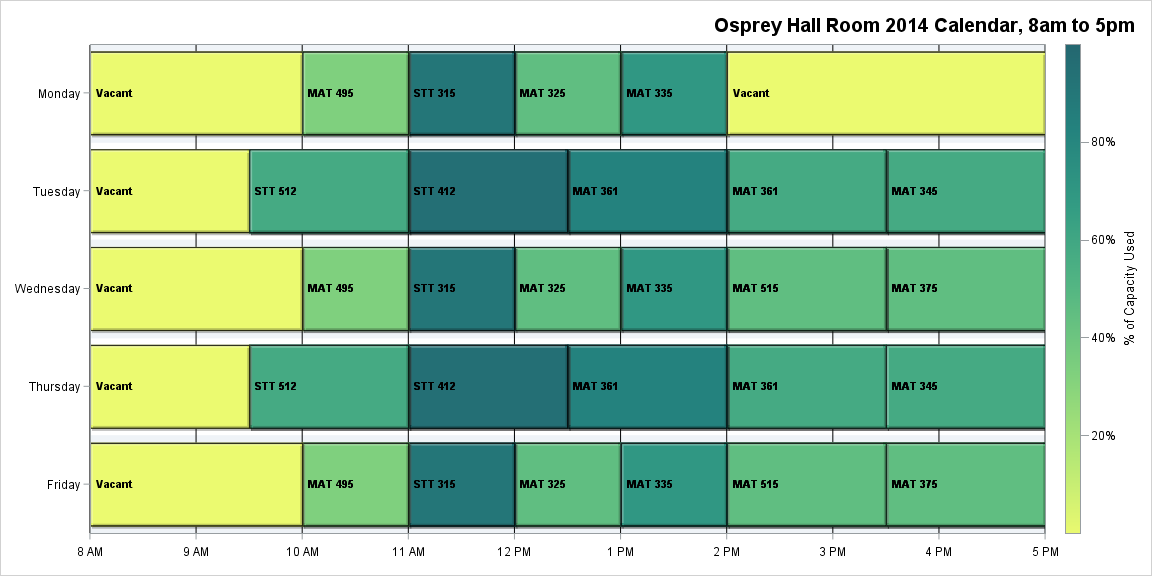 Osprey Hall Room 2014 Calendar, 8am to 5pm
Monday
Vacant
MAT 495
STT 315
MAT 325
MAT 335
Vacant
Tuesday
Vacant
STT 512
STT 412
MAT 361
MAT 361
MAT 345
Wednesday
Vacant
MAT 495
STT 315
MAT 325
MAT 335
MAT 515
MAT 375
Thursday
Vacant
STT 512
STT 412
MAT 361
MAT 361
MAT 345
Friday
Vacant
MAT 495
STT 315
MAT 325
MAT 335
MAT 515
MAT 375
8 AM
9 AM
10 AM
11 AM
12 PM
1 PM
2 PM
3 PM
4 PM
5 PM
80%
60%
40%
20%
% of Capacity Used